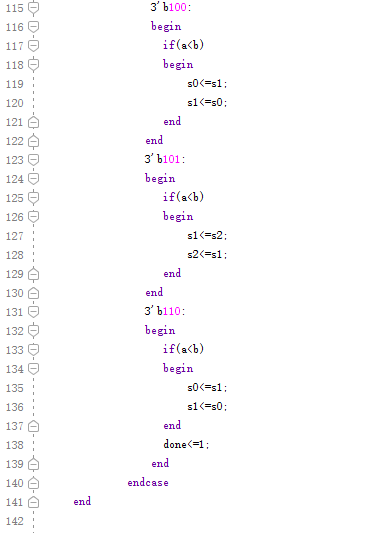 115 3'b100:
116 begin
117 if(a<b)
118 begin
119 s0<=s1;
120 s1<=s0;
121 end
122 end
123 3'b101:
124 begin
125 if(a<b)
126 begin
127 s1<=s2;
128 s2<=s1;
129 end
130 end
131 3'b110:
132 begin
133 if(a<b)
134 begin
135 s0<=s1;
136 s1<=s0;
137 end
138 done<=1;
139 end
140 endcase
141 end
142